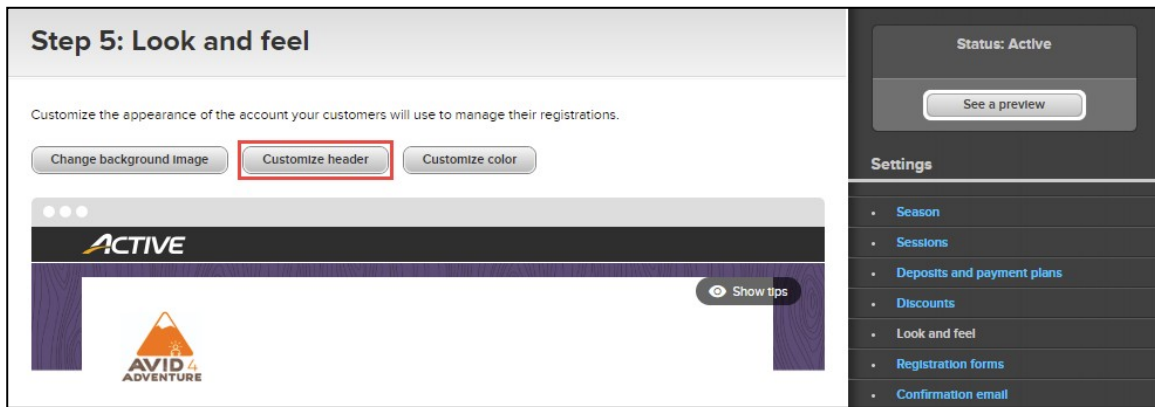 Step 5: Look and feel
Customize the appearance of the account your customers will use to manage their registrations.
Change background image
Customize header
Customize color
ACTIVE
Show tips
AVID4
ADVENTURE
Status: Active
See a preview
Settings
Season
Sessions
Deposits and payment plans
Discounts
Look and feel
Registration forms
Confirmation email